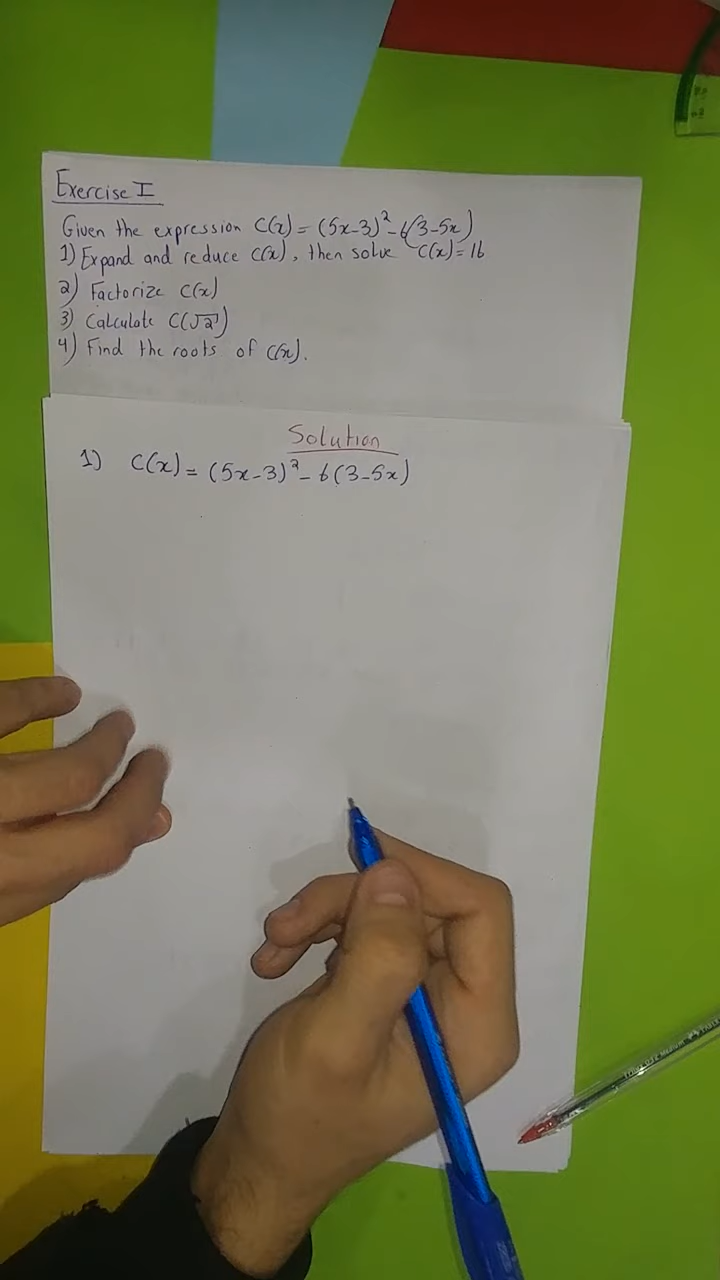 Exercise I
Given the expression C(x) = (5x-3)² - 6(3-5x)
1) Expand and reduce C(x), then solve C(x) = 16
2) Factorize C(x)
3) Calculate C(√2)
4) Find the roots of C(x).
Solution
1) C(x) = (5x-3)² - 6(3-5x)